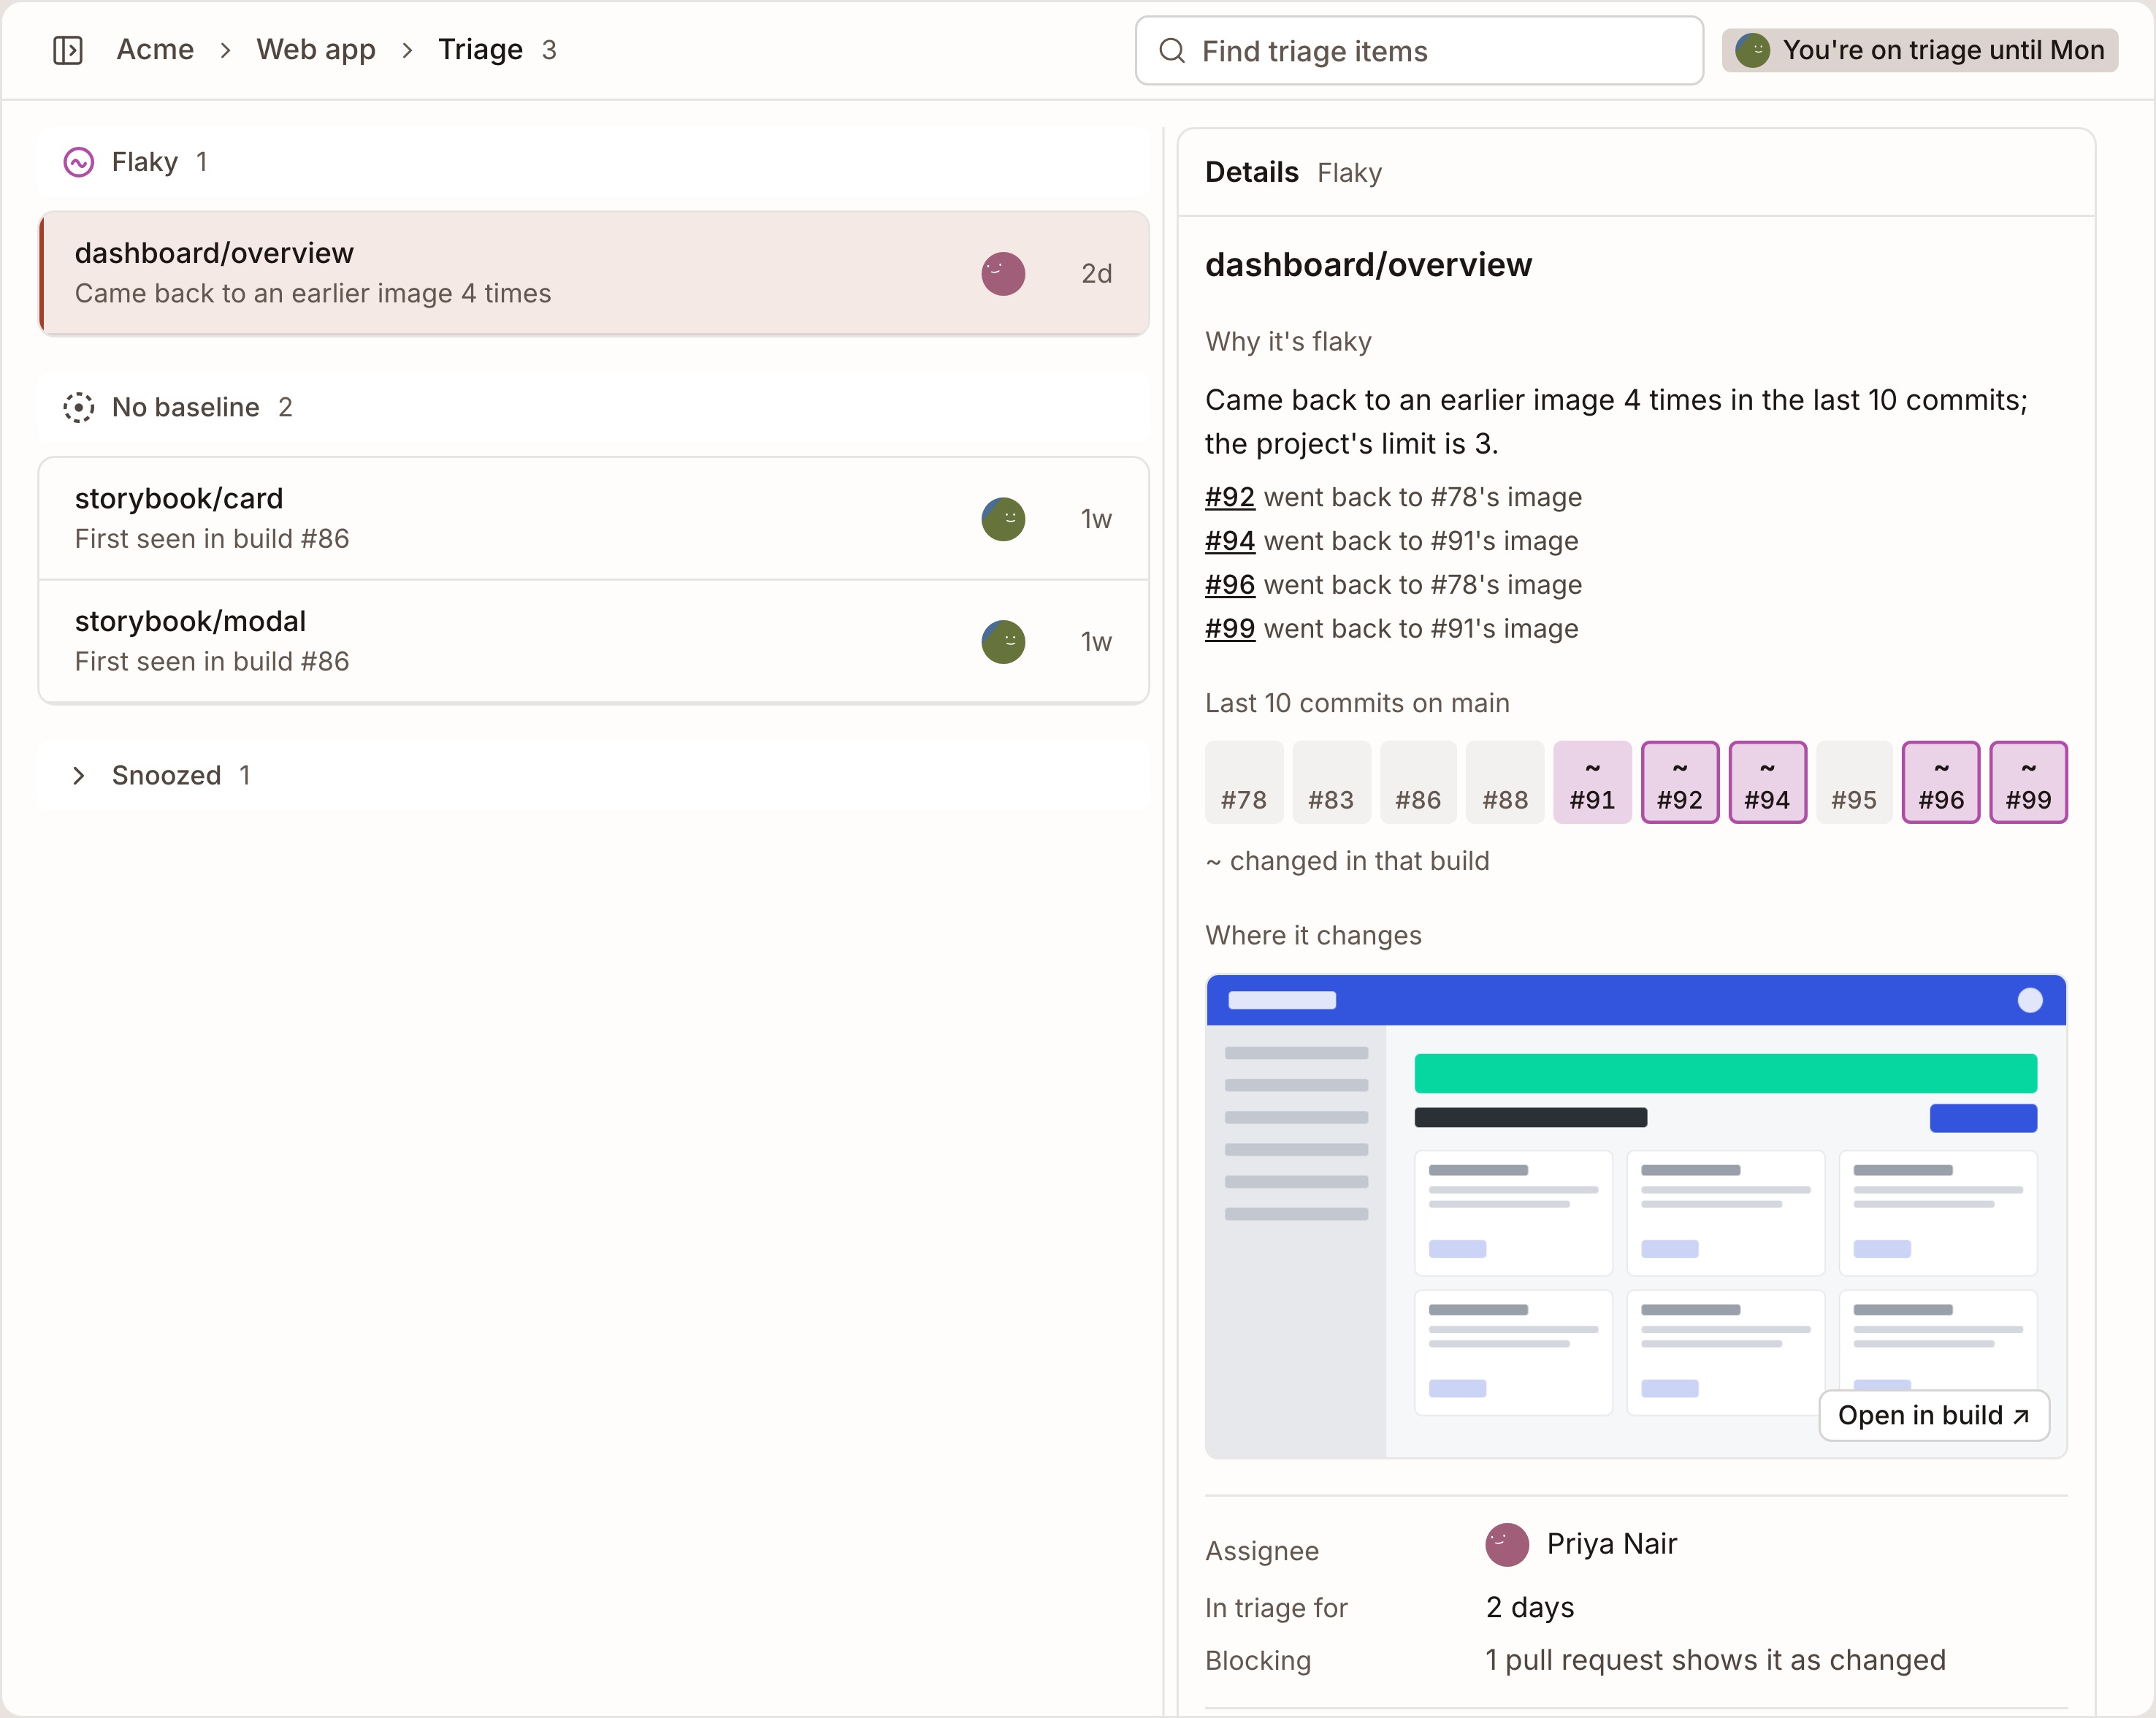 Acme > Web app > Triage 3
Find triage items
You're on triage until Mon
Flaky 1
dashboard/overview
Came back to an earlier image 4 times
2d
No baseline 2
storybook/card
First seen in build #86
1w
storybook/modal
First seen in build #86
1w
Snoozed 1
Details Flaky
dashboard/overview
Why it's flaky
Came back to an earlier image 4 times in the last 10 commits;
the project's limit is 3.
#92 went back to #78's image
#94 went back to #91's image
#96 went back to #78's image
#99 went back to #91's image
Last 10 commits on main
~ ~ ~ ~ ~
#78 #83 #86 #88 #91 #92 #94 #95 #96 #99
~ changed in that build
Where it changes
Open in build ↗
Assignee Priya Nair
In triage for 2 days
Blocking 1 pull request shows it as changed